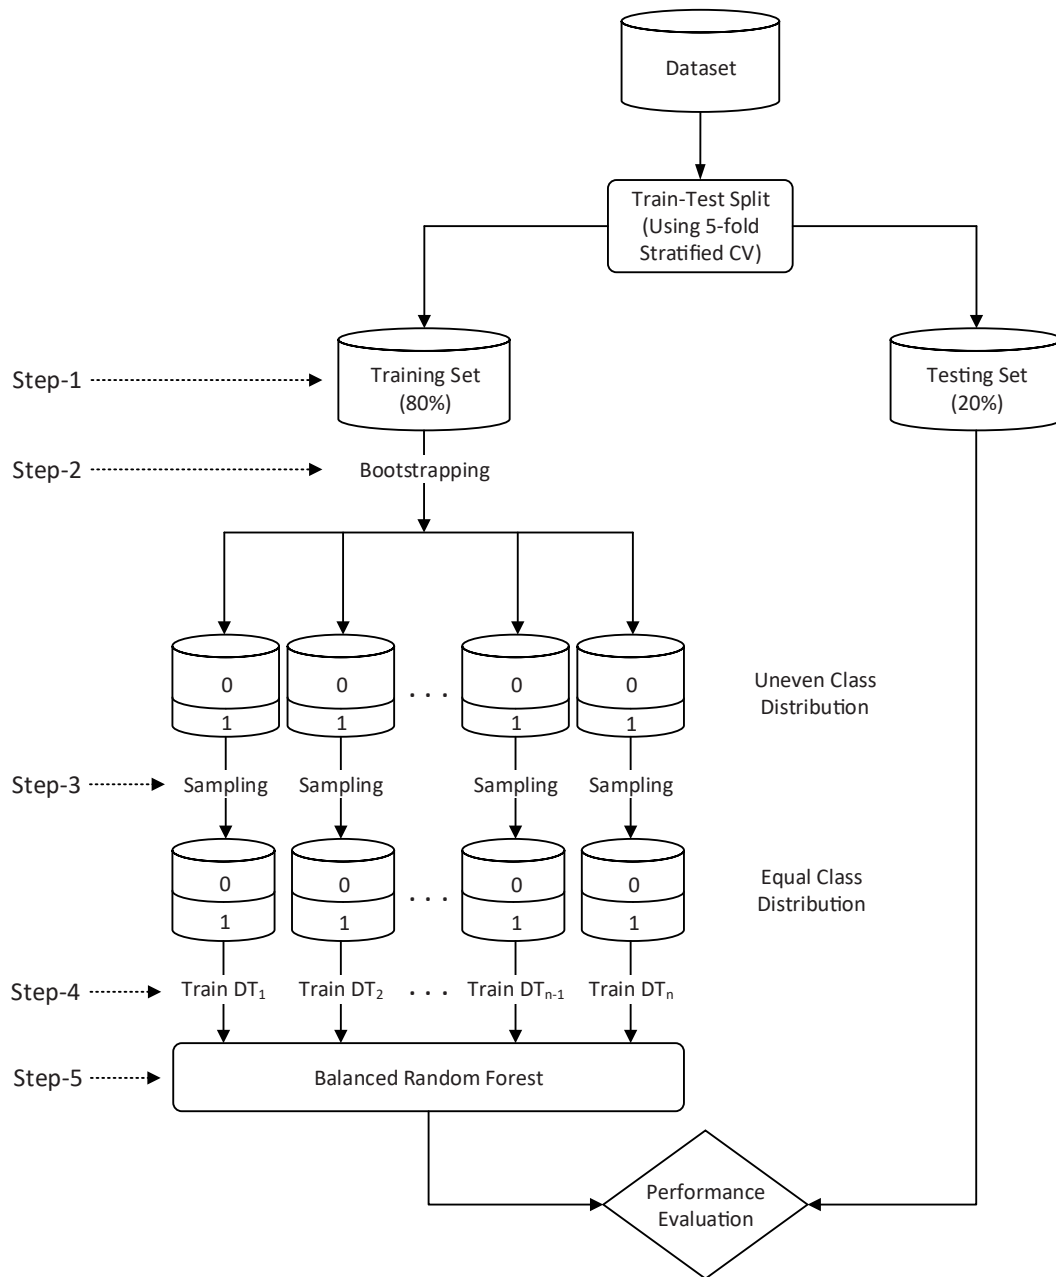 Dataset
Train-Test Split
(Using 5-fold
Stratified CV)
Step-1
Training Set
(80%)
Testing Set
(20%)
Step-2
Bootstrapping
0 0 . . . 0 0
1 1 1 1
Uneven Class
Distribution
Step-3
Sampling Sampling Sampling Sampling
0 0 . . . 0 0
1 1 1 1
Equal Class
Distribution
Step-4
Train DT₁ Train DT₂ . . . Train DTₙ₋₁ Train DTₙ
Step-5
Balanced Random Forest
Performance
Evaluation